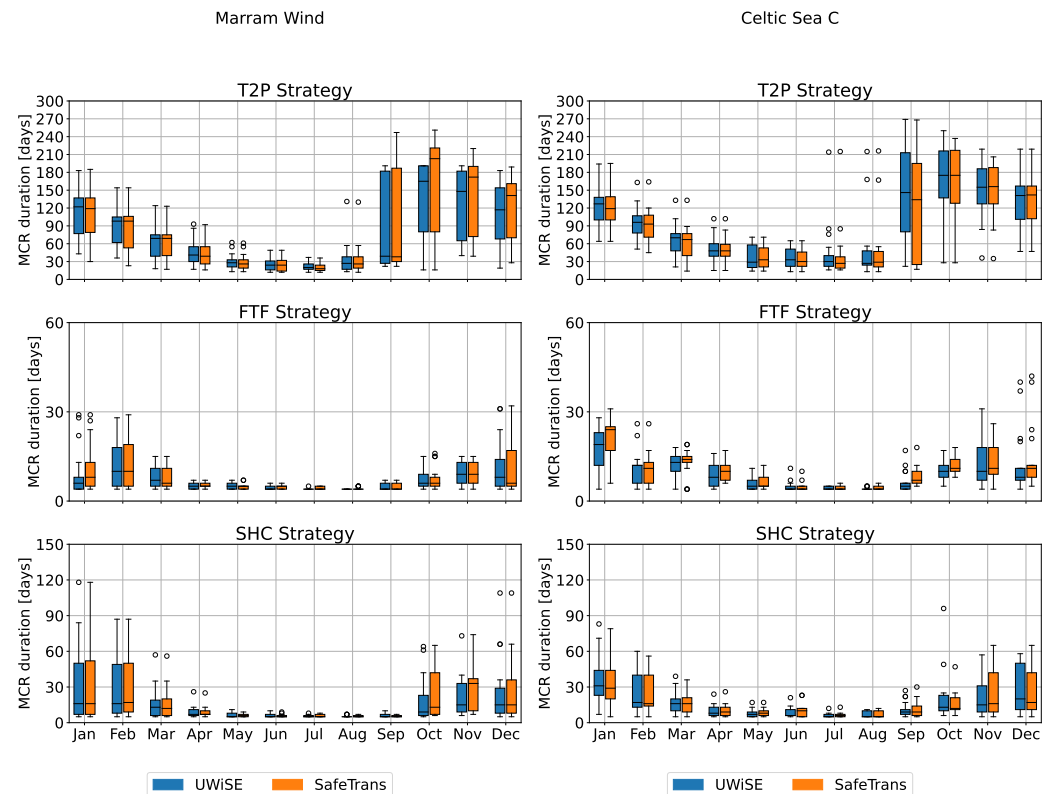 Marram Wind
Celtic Sea C
T2P Strategy
MCR duration [days]
300
270
240
210
180
150
120
90
60
30
0
T2P Strategy
MCR duration [days]
300
270
240
210
180
150
120
90
60
30
0
FTF Strategy
MCR duration [days]
60
30
0
FTF Strategy
MCR duration [days]
60
30
0
SHC Strategy
MCR duration [days]
150
120
90
60
30
0
Jan Feb Mar Apr May Jun Jul Aug Sep Oct Nov Dec
SHC Strategy
MCR duration [days]
150
120
90
60
30
0
Jan Feb Mar Apr May Jun Jul Aug Sep Oct Nov Dec
UWiSE SafeTrans
UWiSE SafeTrans